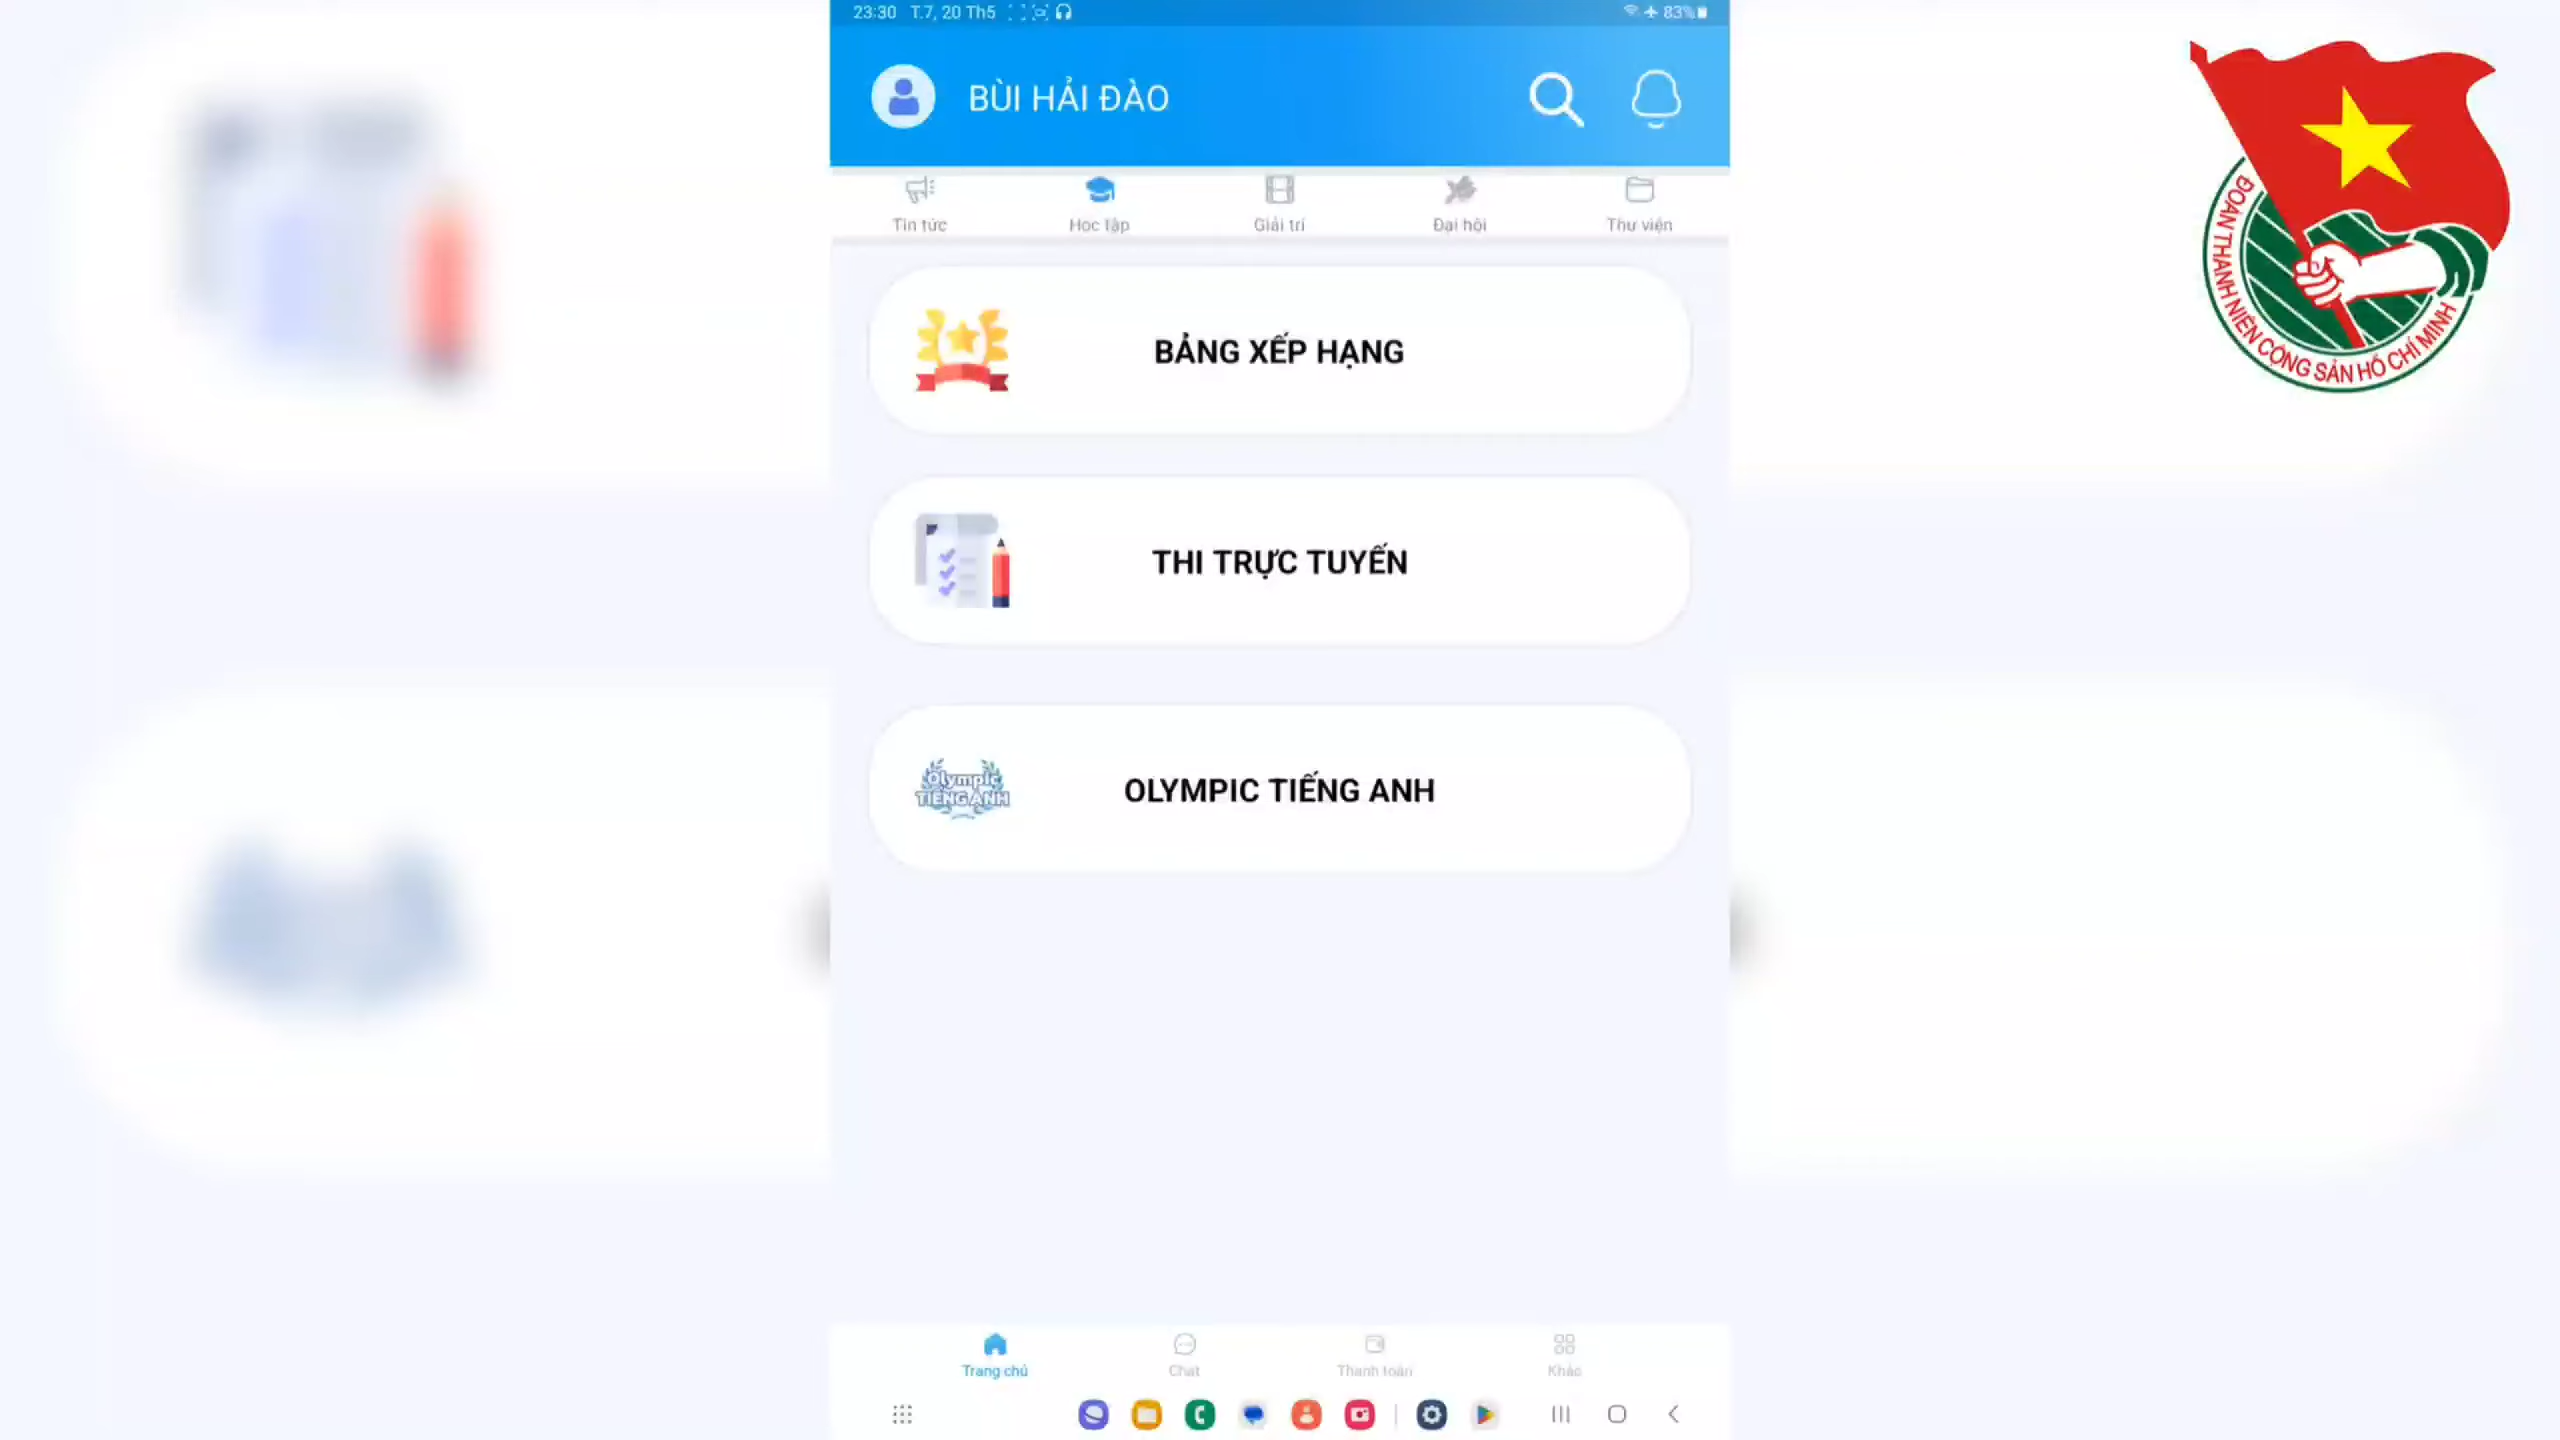 23:30 T.7, 20 Th5
83%
BÙI HẢI ĐÀO
Tin tức
Học tập
Giải trí
Đại hội
Thư viện
BẢNG XẾP HẠNG
THI TRỰC TUYẾN
Olympic
TIẾNG ANH
OLYMPIC TIẾNG ANH
Trang chủ
Chat
Thanh toán
Khác
ĐOÀN THANH NIÊN CỘNG SẢN HỒ CHÍ MINH